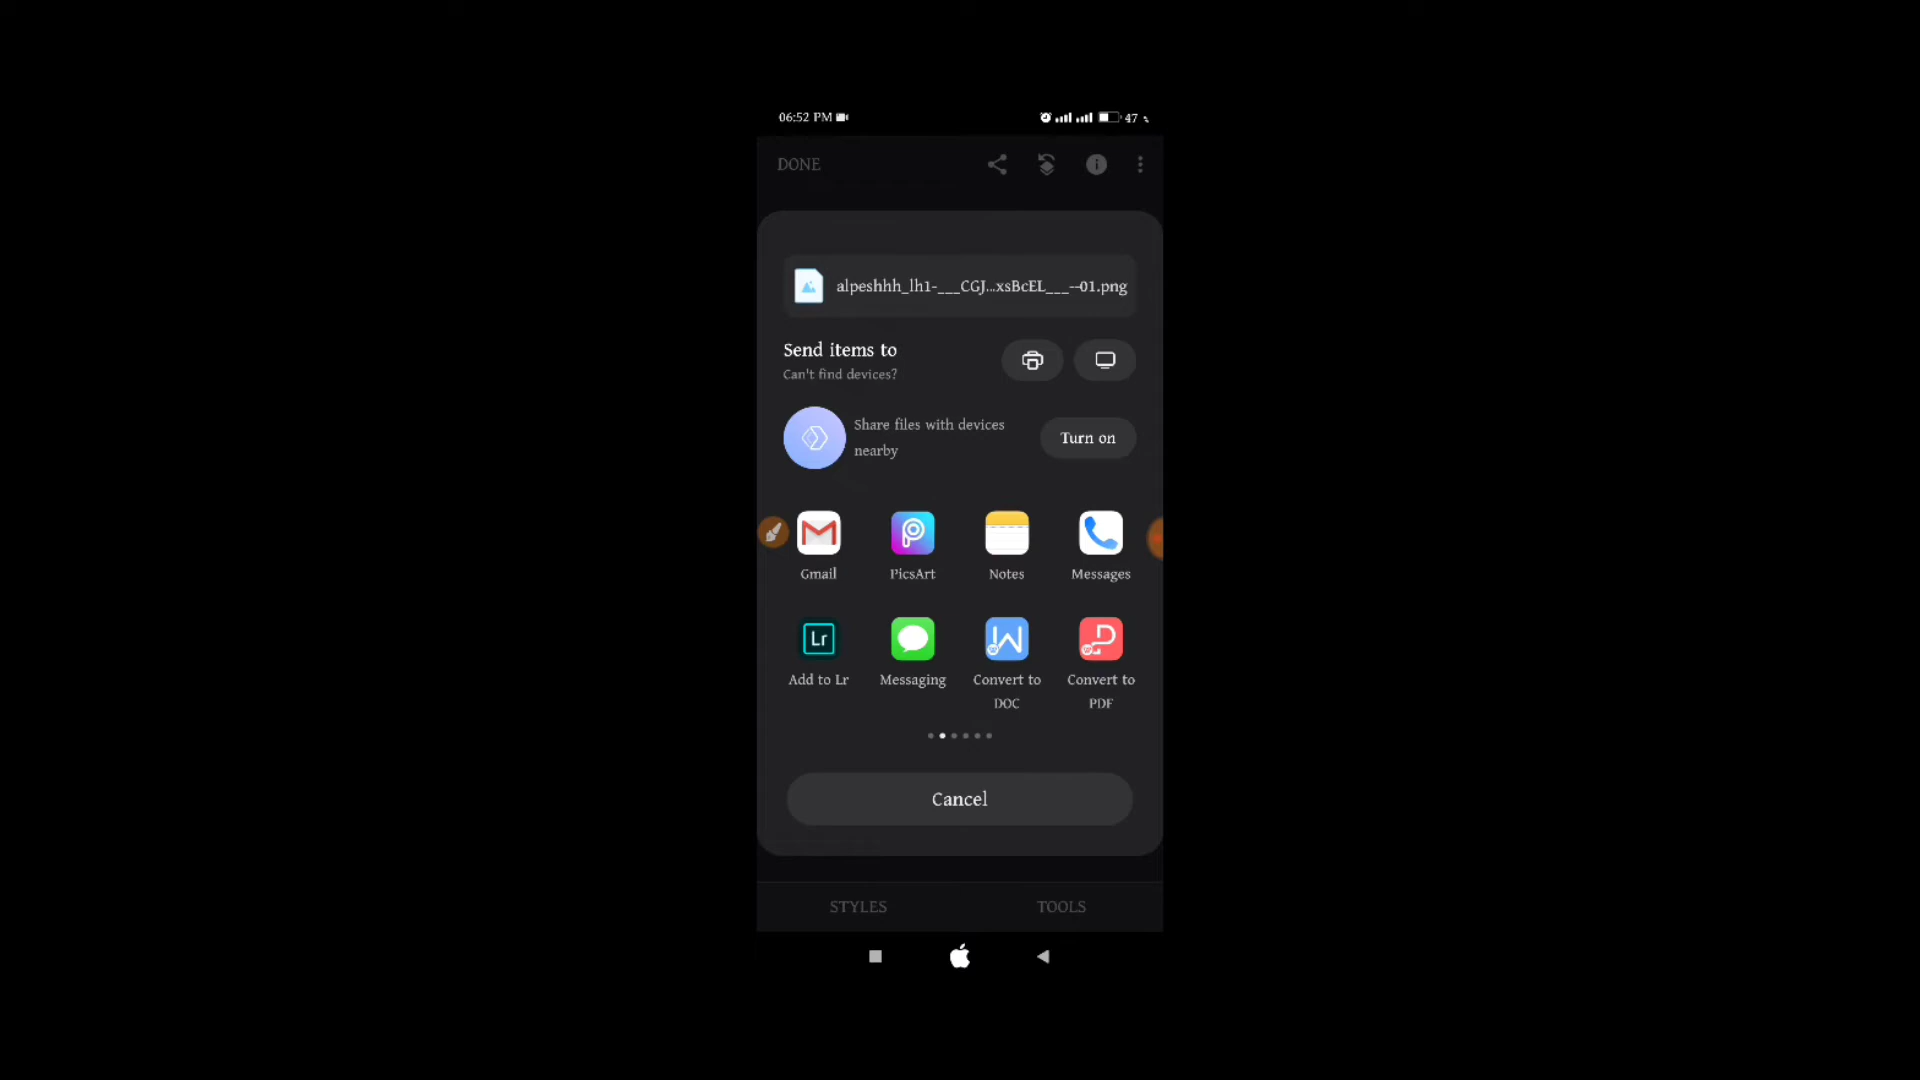 06:52 PM
47
DONE
alpeshhh_lh1-___CGJ...xsBcEL___--01.png
Send items to
Can't find devices?
Share files with devices
nearby
Turn on
Gmail
PicsArt
Notes
Messages
Lr
Add to Lr
Messaging
Convert to
DOC
Convert to
PDF
Cancel
STYLES
TOOLS